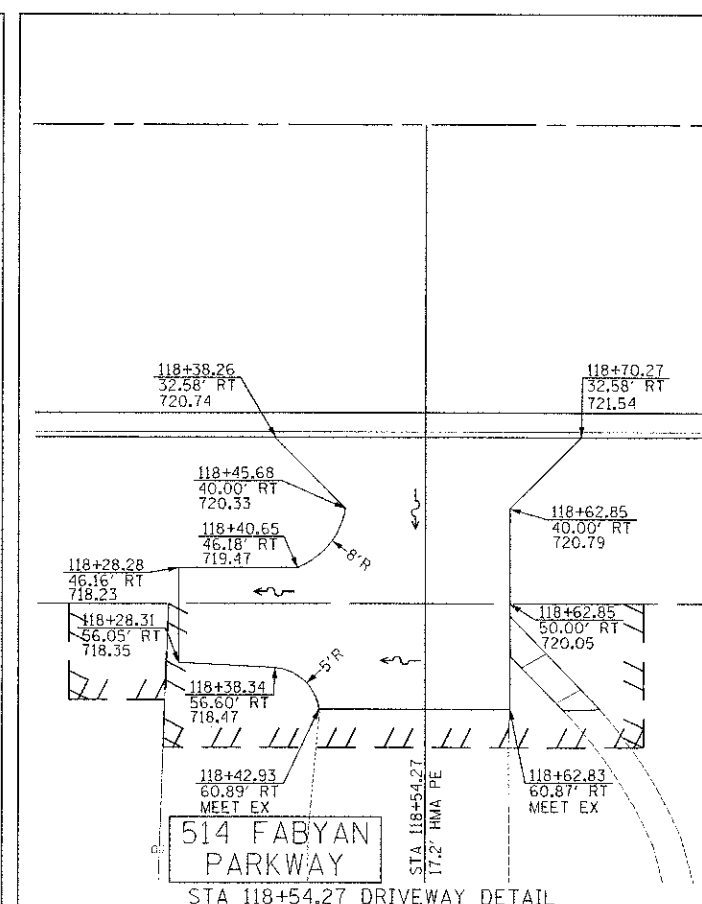 118+38.26
32.58' RT
720.74
118+70.27
32.58' RT
721.54
118+45.68
40.00' RT
720.33
118+62.85
40.00' RT
720.79
118+40.65
46.18' RT
719.47
8'R
118+28.28
46.16' RT
718.23
118+28.31
56.05' RT
718.35
118+62.85
50.00' RT
720.05
5'R
118+38.34
56.60' RT
718.47
118+42.93
60.89' RT
MEET EX
118+62.83
60.87' RT
MEET EX
STA 118+54.27
17.2' HMA PE
514 FABYAN
PARKWAY
STA 118+54.27 DRIVEWAY DETAIL